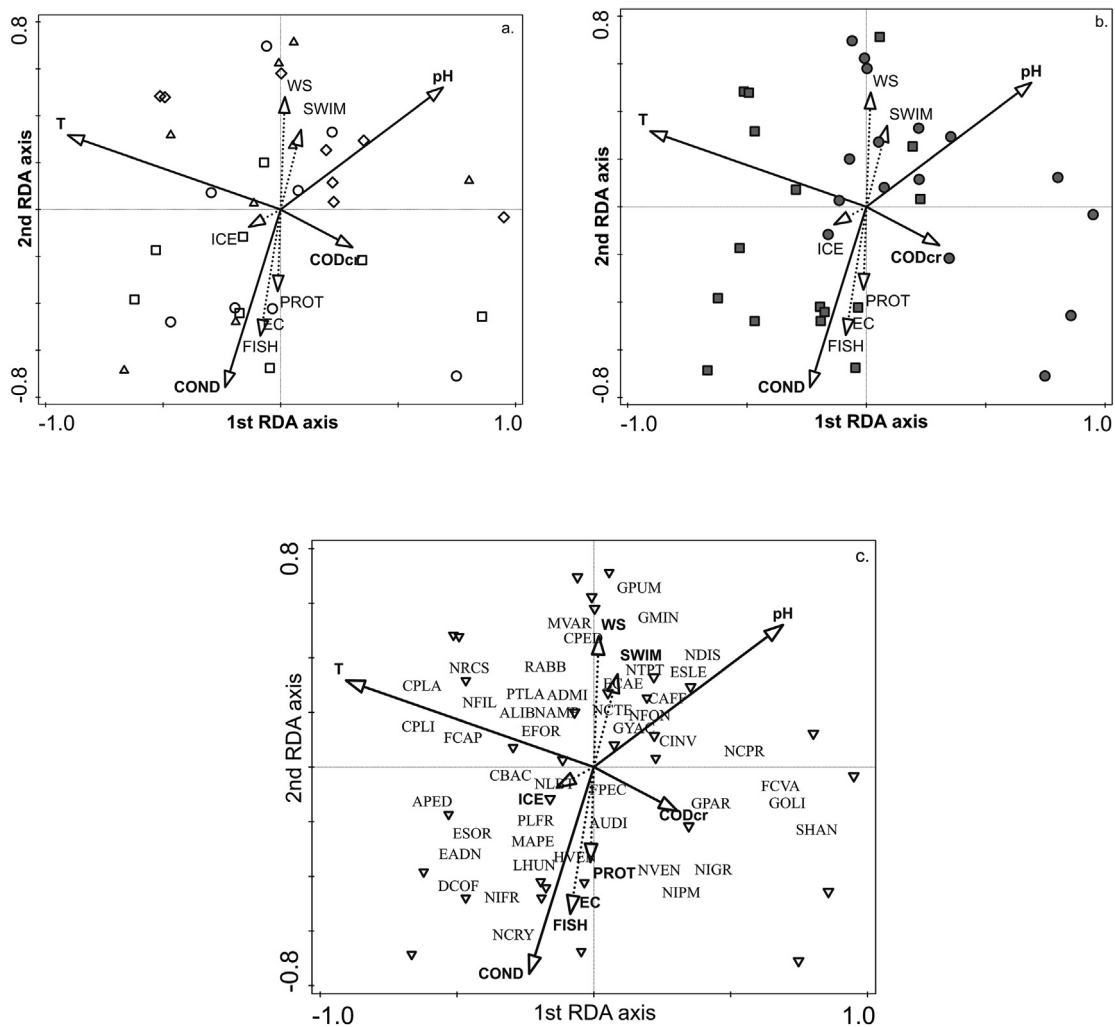 a.
0.8
2nd RDA axis
-0.8
-1.0
1st RDA axis
1.0
T
pH
WS
SWIM
ICE
CODcr
PROT
EC
FISH
COND
b.
0.8
2nd RDA axis
-0.8
-1.0
1st RDA axis
1.0
T
pH
WS
SWIM
ICE
CODcr
PROT
EC
FISH
COND
c.
0.8
2nd RDA axis
-0.8
-1.0
1st RDA axis
1.0
GPUM
GMIN
pH
MVAR
WS
CPED
SWIM
NDIS
T
NRCS
RABB
NTPT
ESLE
CPLA
NFIL
PTLA
ADMI
ECAE
CAFF
ALIB
NAMP
NCTE
NFON
CPLI
FCAP
EFOR
GYAC
CINV
NCPR
CBAC
FPEC
FCVA
ICE
APED
GPAR
GOLI
CODcr
PLFR
AUDI
SHAN
ESOR
MAPE
EADN
LHUN
PROT
NVEN
NIGR
DCOF
NIFR
EC
NIPM
FISH
NCRY
COND